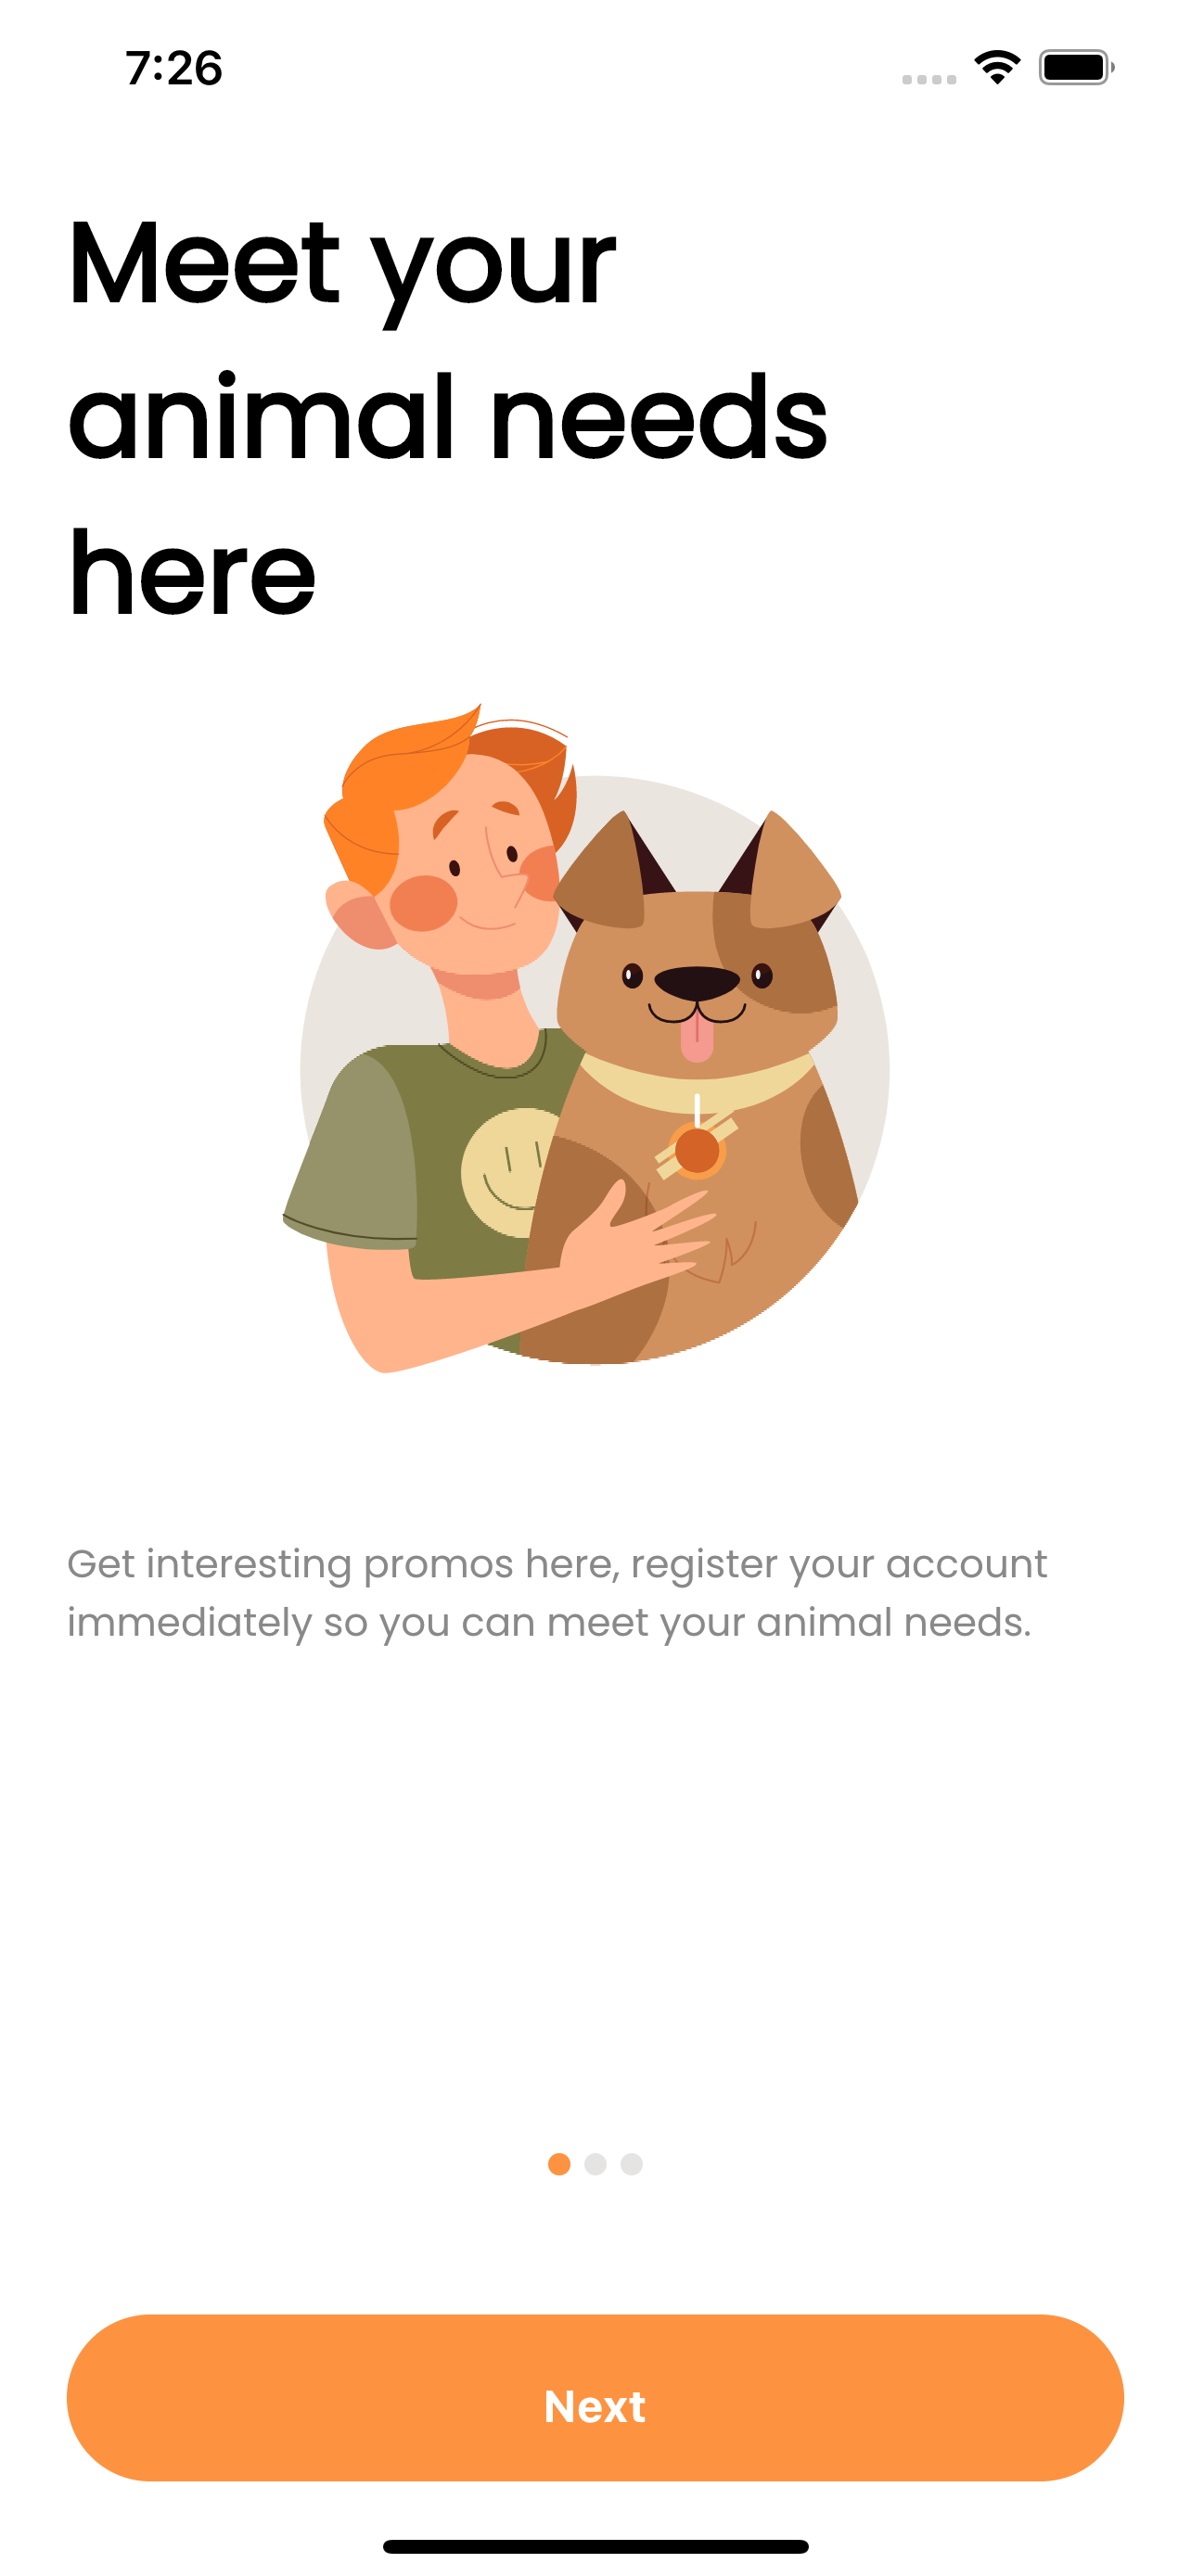 7:26
Meet your
animal needs
here
Get interesting promos here, register your account
immediately so you can meet your animal needs.
Next